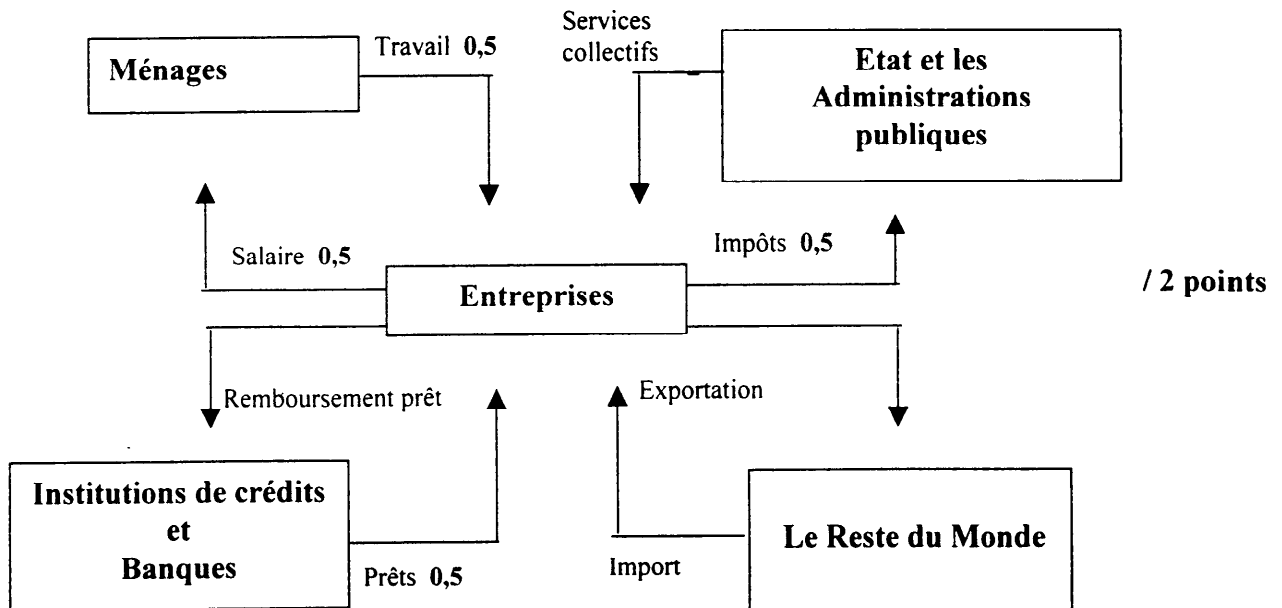 Ménages
Travail 0,5
Services
collectifs
Etat et les
Administrations
publiques
Salaire 0,5
Impôts 0,5
Entreprises
/ 2 points
Remboursement prêt
Exportation
Institutions de crédits
et
Banques
Prêts 0,5
Import
Le Reste du Monde